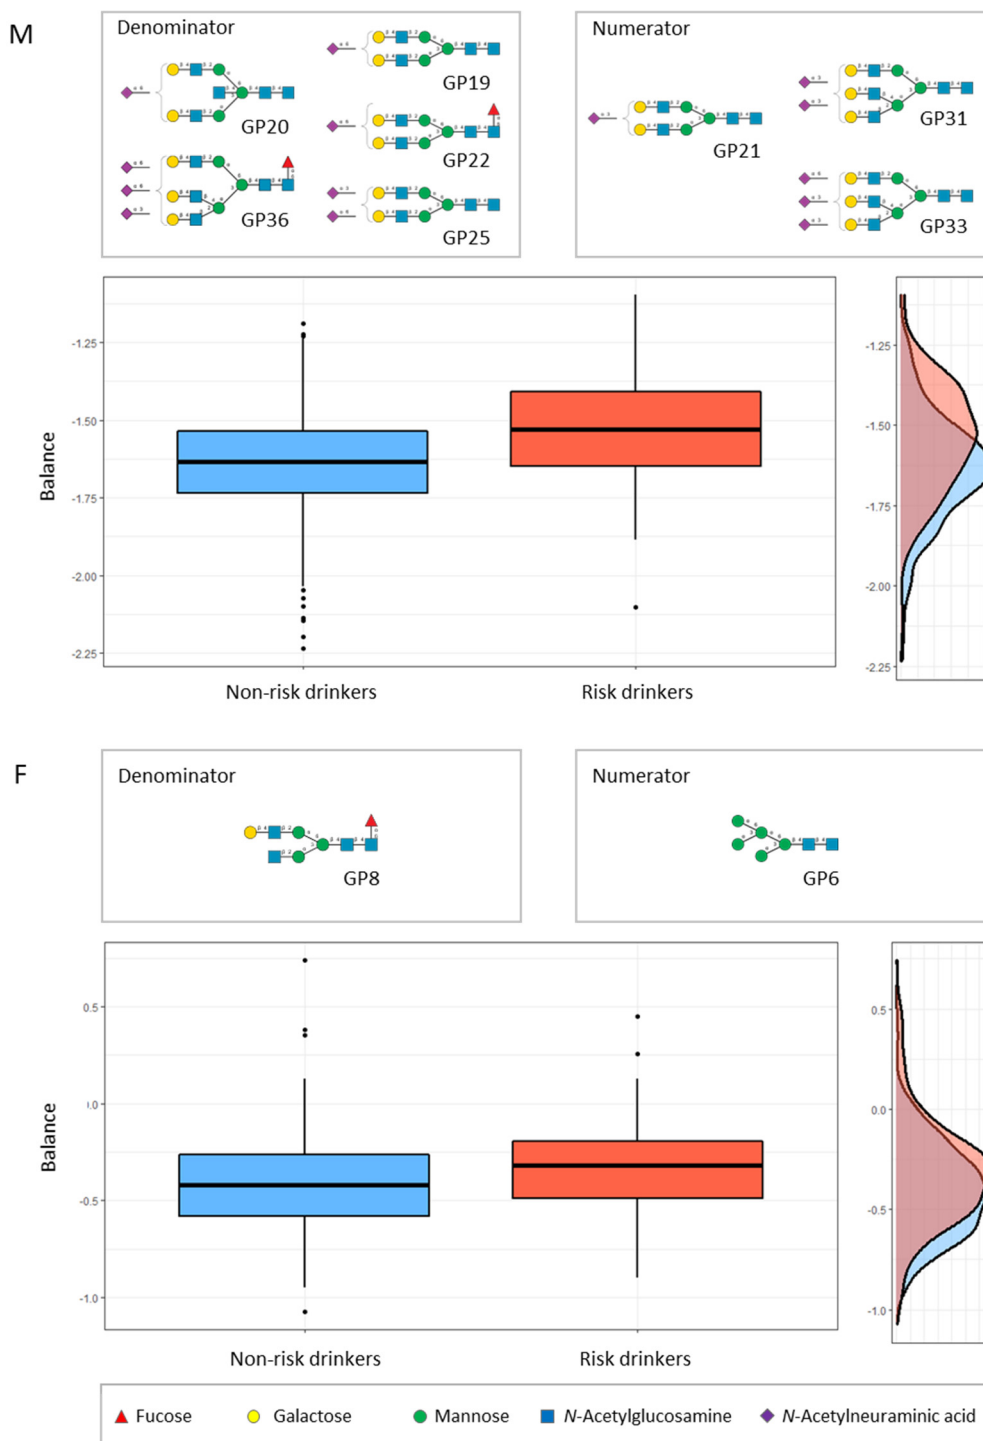 M
Denominator
Numerator
GP19
GP20
GP22
GP36
GP25
GP21
GP31
GP33
Balance
-1.25
-1.50
-1.75
-2.00
-2.25
-1.25
-1.50
-1.75
-2.00
-2.25
Non-risk drinkers
Risk drinkers
F
Denominator
Numerator
GP8
GP6
Balance
0.5
-0.5
-1.0
0.5
0.0
-0.5
-1.0
Non-risk drinkers
Risk drinkers
Fucose
Galactose
Mannose
N-Acetylglucosamine
N-Acetylneuraminic acid